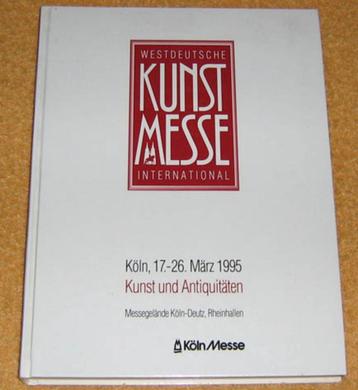 WESTDEUTSCHE
KUNST
MESSE
INTERNATIONAL
Köln, 17.-26. März 1995
Kunst und Antiquitäten
Messegelände Köln-Deutz, Rheinhallen
KölnMesse